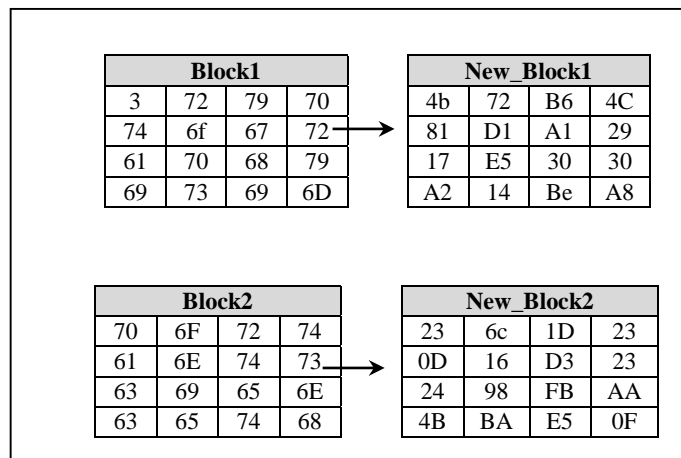 Block1 New_Block1
3 72 79 70 4b 72 B6 4C
74 6f 67 72 81 D1 A1 29
61 70 68 79 17 E5 30 30
69 73 69 6D A2 14 Be A8
Block2 New_Block2
70 6F 72 74 23 6c 1D 23
61 6E 74 73 0D 16 D3 23
63 69 65 6E 24 98 FB AA
63 65 74 68 4B BA E5 0F